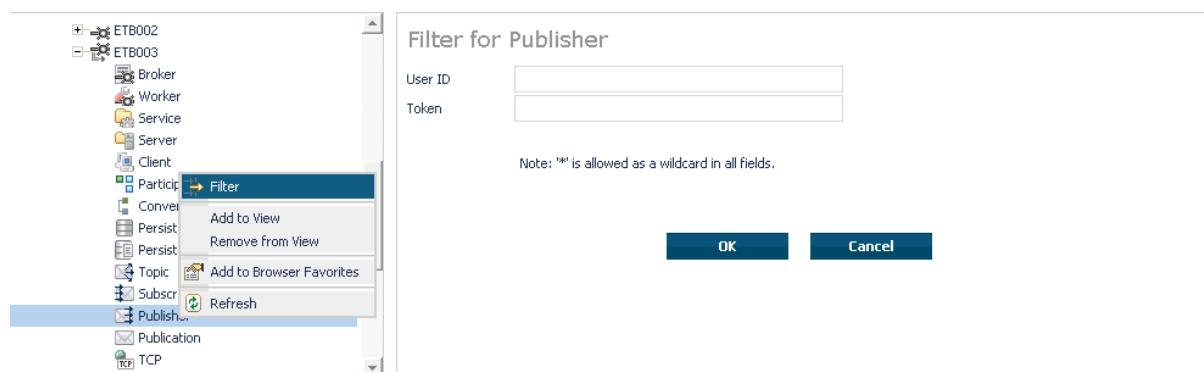 ETB002
ETB003
Broker
Worker
Service
Server
Client
Topic
Publication
TCP
Filter
Add to View
Remove from View
Add to Browser Favorites
Refresh
Filter for Publisher
User ID
Token
Note: '*' is allowed as a wildcard in all fields.
OK
Cancel